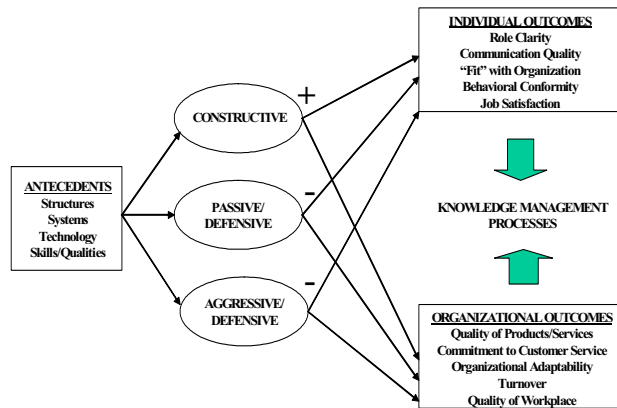 ANTECEDENTS
Structures
Systems
Technology
Skills/Qualities
+
CONSTRUCTIVE
-
PASSIVE/
DEFENSIVE
-
AGGRESSIVE/
DEFENSIVE
INDIVIDUAL OUTCOMES
Role Clarity
Communication Quality
“Fit” with Organization
Behavioral Conformity
Job Satisfaction
KNOWLEDGE MANAGEMENT
PROCESSES
ORGANIZATIONAL OUTCOMES
Quality of Products/Services
Commitment to Customer Service
Organizational Adaptability
Turnover
Quality of Workplace